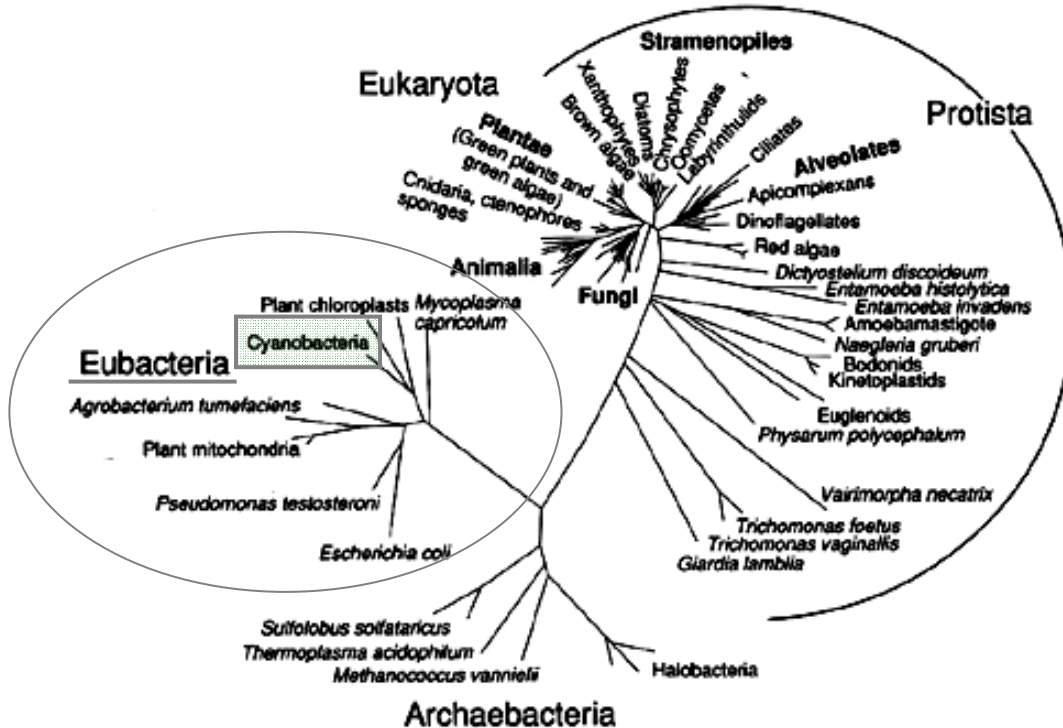 Stramenopiles
Eukaryota
Protista
Xanthophytes
Brown algae
Diatoms
Chrysophytes
Oomycetes
Labyrinthulids
Ciliates
Alveolates
Apicomplexans
Dinoflagellates
Red algae
Plantae
(Green plants and
green algae)
Cnidaria, ctenophores
sponges
Animalia
Fungi
Dictyostelium discoideum
Entamoeba histolytica
Entamoeba invadens
Amoebamastigote
Naegleria gruberi
Bodonids
Kinetoplastids
Euglenoids
Physarum polycephalum
Vairimorpha necatrix
Trichomonas foetus
Trichomonas vaginallis
Giardia lamblia
Plant chloroplasts
Mycoplasma
capricolum
Cyanobacteria
Eubacteria
Agrobacterium tumefaciens
Plant mitochondria
Pseudomonas testosteroni
Escherichia coli
Sulfolobus solfataricus
Thermoplasma acidophilum
Methanococcus vannielii
Halobacteria
Archaebacteria